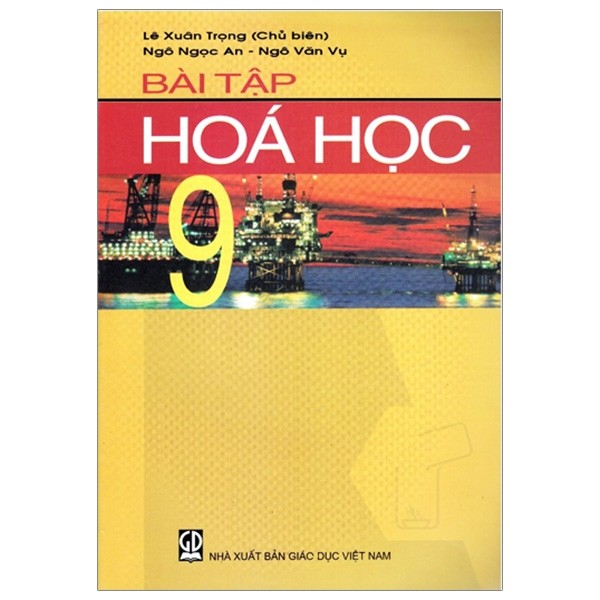 Lê Xuân Trọng (Chủ biên)
Ngô Ngọc An - Ngô Văn Vụ
BÀI TẬP
HOÁ HỌC
9
GD
NHÀ XUẤT BẢN GIÁO DỤC VIỆT NAM